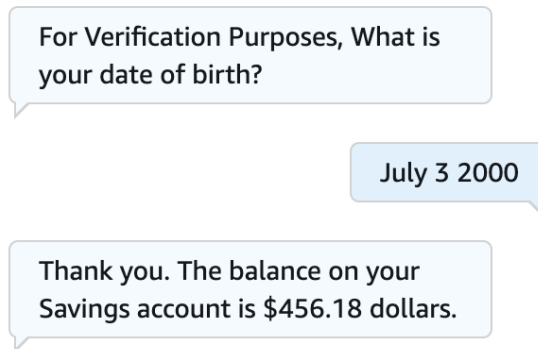 For Verification Purposes, What is
your date of birth?
July 3 2000
Thank you. The balance on your
Savings account is $456.18 dollars.